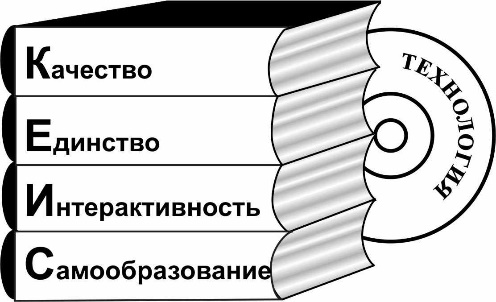 Качество
Единство
Интерактивность
Самообразование
ТЕХНОЛОГИЯ